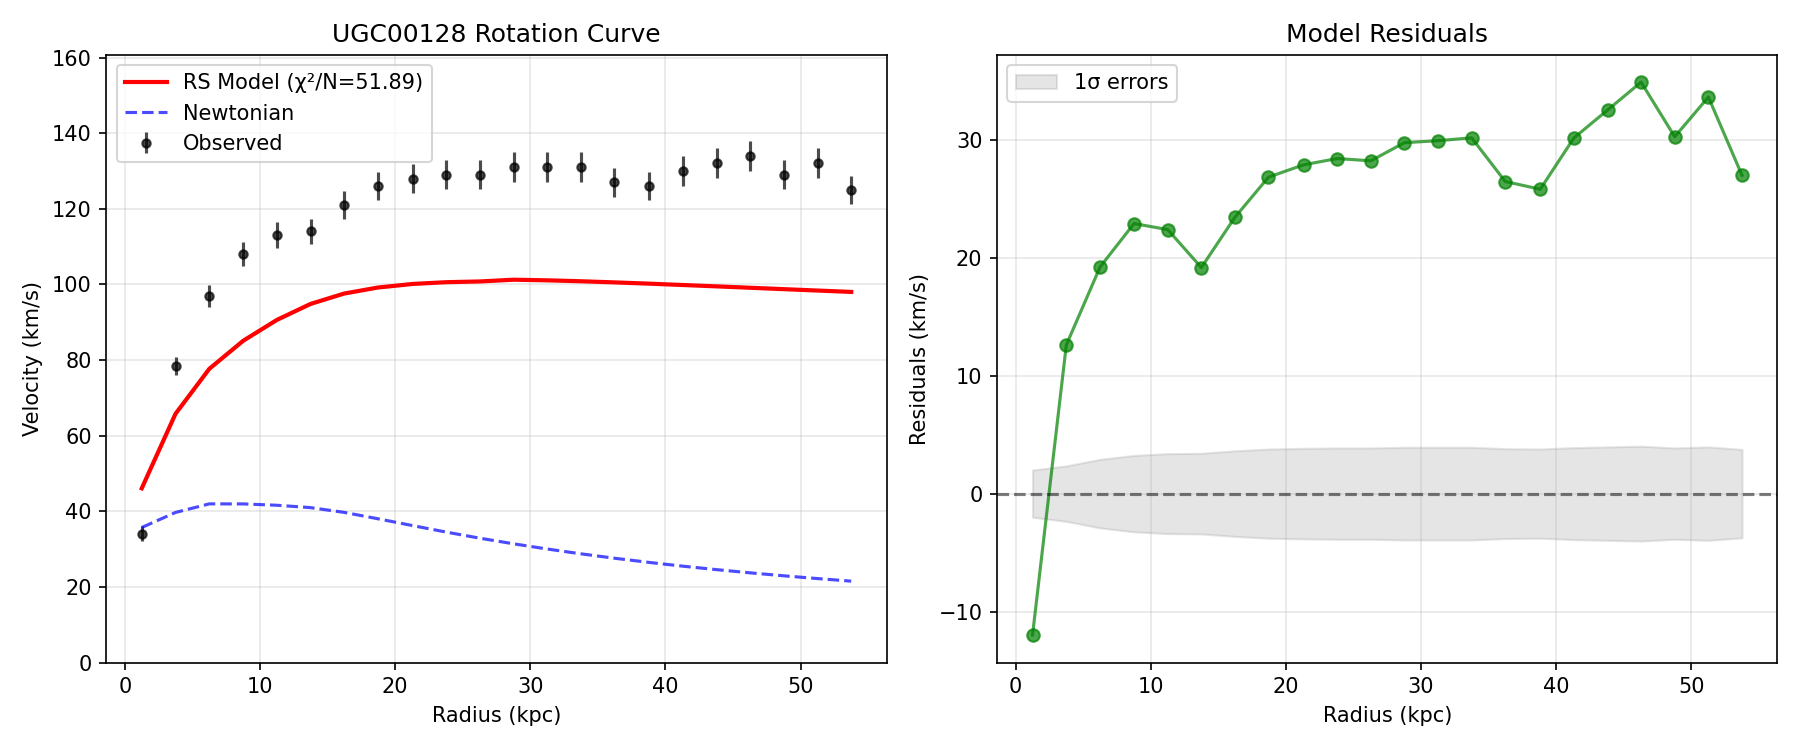 UGC00128 Rotation Curve
RS Model (χ²/N=51.89)
Newtonian
Observed
160
140
120
100
80
60
40
20
0
Velocity (km/s)
0 10 20 30 40 50
Radius (kpc)
Model Residuals
1σ errors
30
20
10
0
−10
Residuals (km/s)
0 10 20 30 40 50
Radius (kpc)